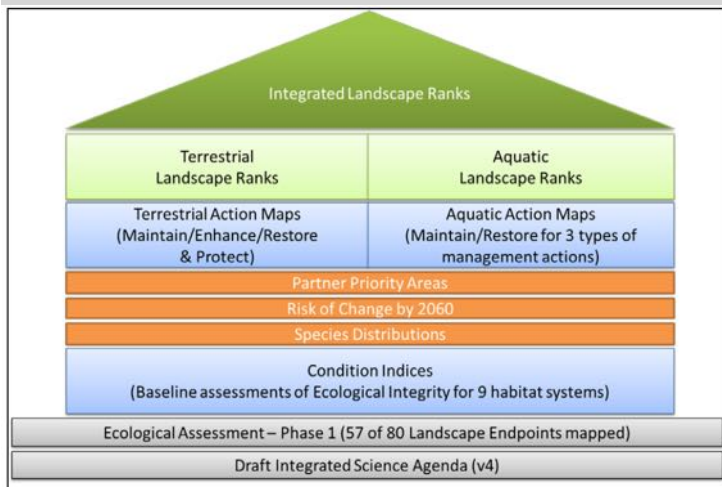 Integrated Landscape Ranks
Terrestrial
Landscape Ranks
Aquatic
Landscape Ranks
Terrestrial Action Maps
(Maintain/Enhance/Restore
& Protect)
Aquatic Action Maps
(Maintain/Restore for 3 types of
management actions)
Partner Priority Areas
Risk of Change by 2060
Species Distributions
Condition Indices
(Baseline assessments of Ecological Integrity for 9 habitat systems)
Ecological Assessment – Phase 1 (57 of 80 Landscape Endpoints mapped)
Draft Integrated Science Agenda (v4)